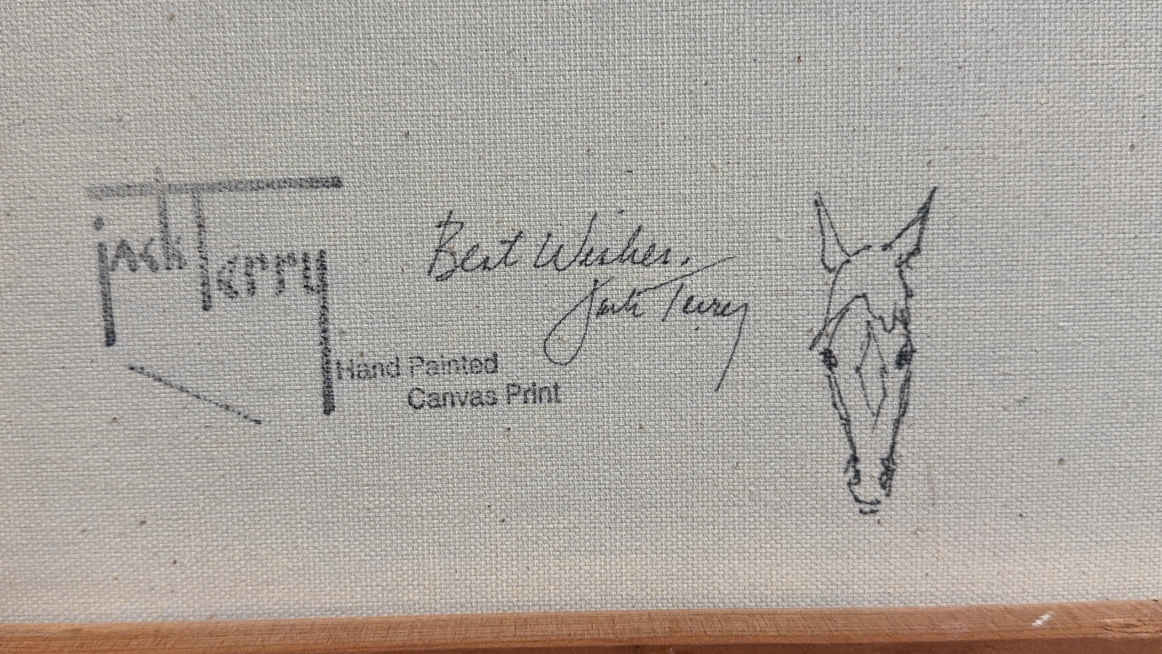 jack Terry
Best Wishes.
Jack Terry
Hand Painted
Canvas Print